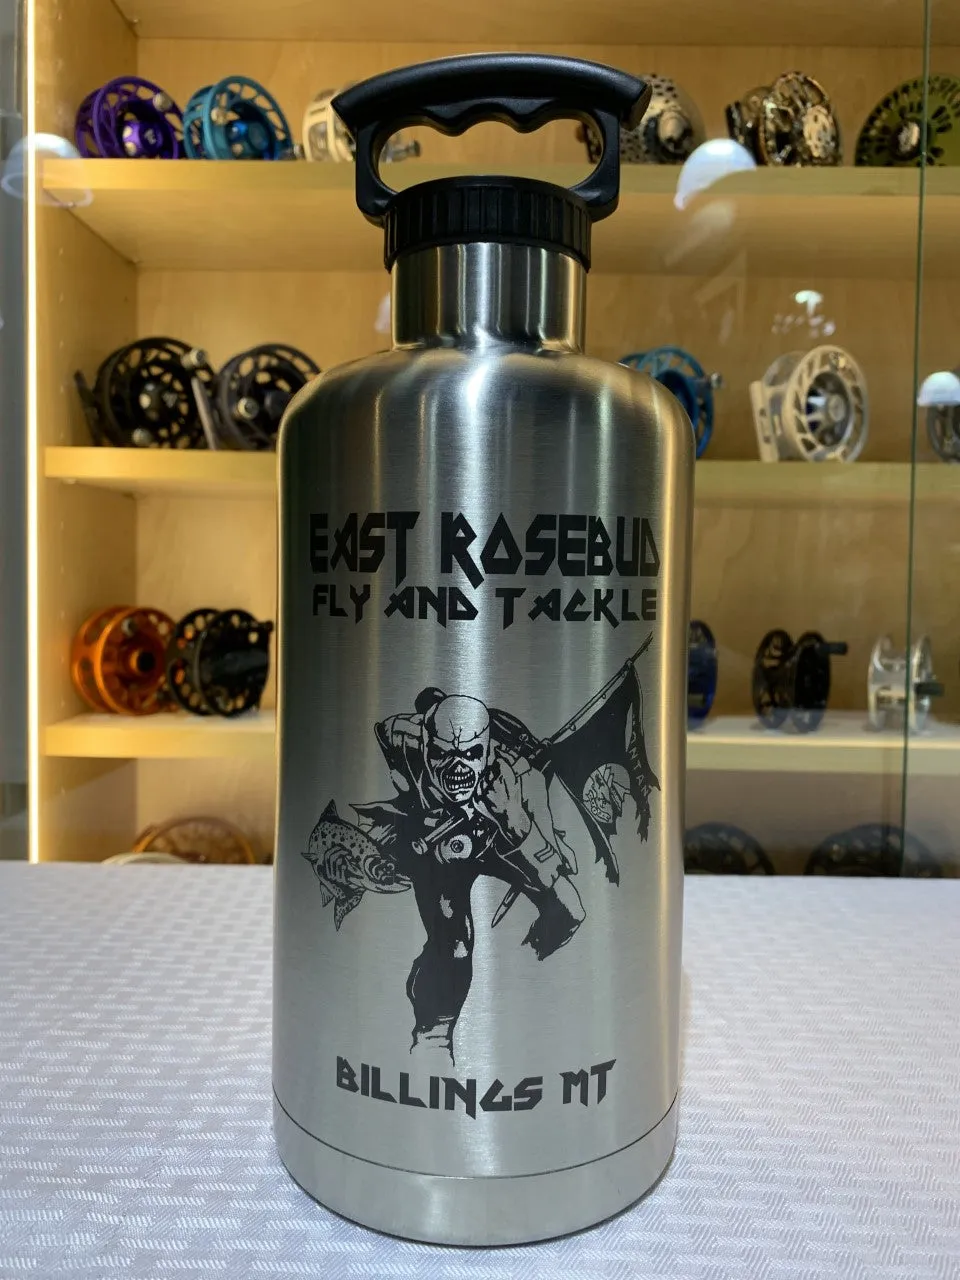 EAST ROSEBUD
FLY AND TACKLE
BILLINGS MT